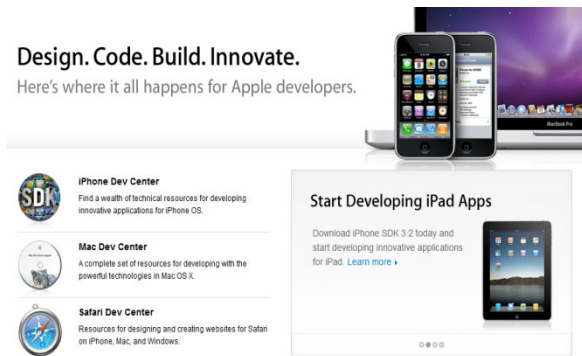 Design. Code. Build. Innovate.
Here's where it all happens for Apple developers.
MacBook Pro
SDK
iPhone Dev Center
Find a wealth of technical resources for developing
innovative applications for iPhone OS.
Mac Dev Center
A complete set of resources for developing with the
powerful technologies in Mac OS X.
Safari Dev Center
Resources for designing and creating websites for Safari
on iPhone, Mac, and Windows.
Start Developing iPad Apps
Download iPhone SDK 3.2 today and
start developing innovative applications
for iPad. Learn more